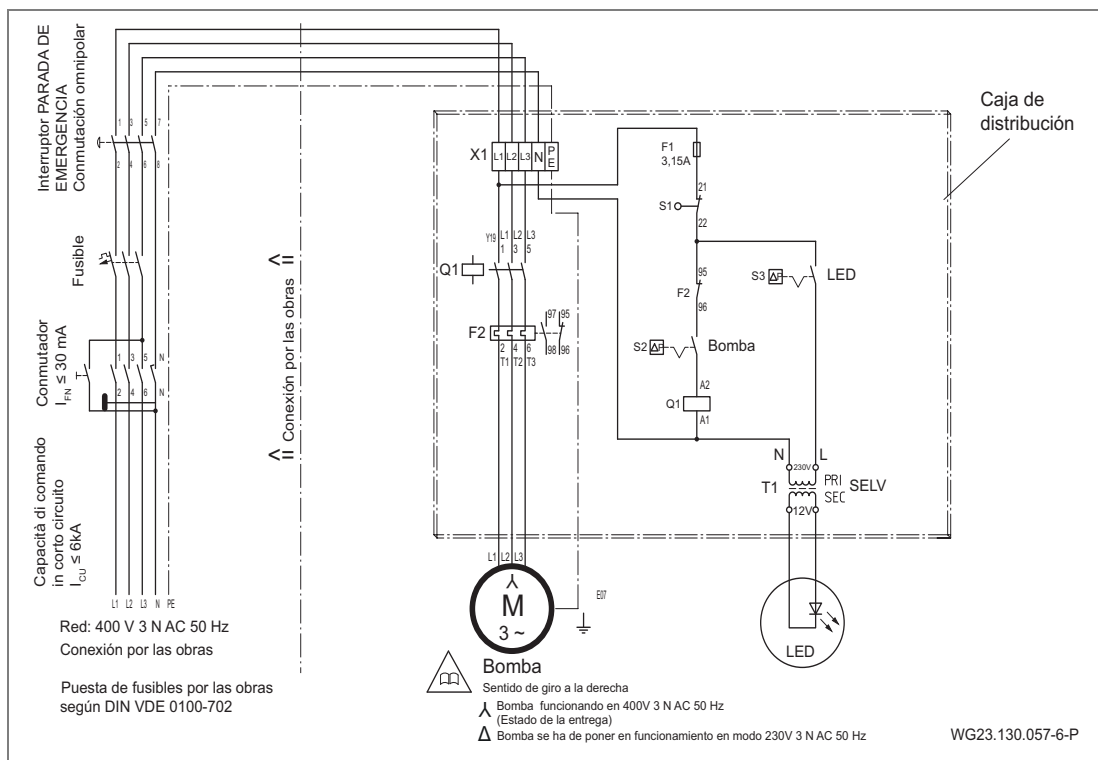 Interruptor PARADA DE
EMERGENCIA
Conmutación omnipolar
1 3 5 7
2 4 6 8
Fusible
Conmutador
I_FN ≤ 30 mA
1 3 5 N
2 4 6 N
Capacità di comando
in corto circuito
I_CU ≤ 6kA
L1 L2 L3 N PE
Red: 400 V 3 N AC 50 Hz
Conexión por las obras
Puesta de fusibles por las obras
según DIN VDE 0100-702
<= Conexión por las obras <=
Caja de
distribución
X1 L1 L2 L3 N PE
Y19 L1 L2 L3
1 3 5
Q1
F2
97 95
98 96
2 4 6
T1 T2 T3
F1
3,15A
21
S1
22
95
F2
96
S2 Bomba
A2
Q1
A1
S3 LED
N L
230V
T1 PRI SELV
SEC
12V
L1 L2 L3
M
3 ~
E07
LED
Bomba
Sentido de giro a la derecha
Bomba funcionando en 400V 3 N AC 50 Hz
(Estado de la entrega)
Δ Bomba se ha de poner en funcionamiento en modo 230V 3 N AC 50 Hz
WG23.130.057-6-P